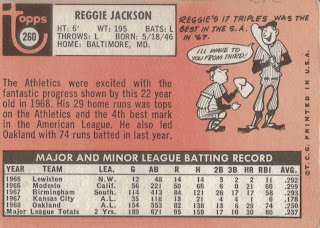 topps
260
REGGIE JACKSON
HT: 6' WT: 195 BATS: L
THROWS: L BORN: 5/18/46
HOME: BALTIMORE, MD.
REGGIE'S 17 TRIPLES WAS THE
BEST IN THE S.A.
IN '67.
I'LL WAVE TO
YOU FROM THIRD!
The Athletics were excited with the
fantastic progress shown by this 22 year
old in 1968. His 29 home runs was tops
on the Athletics and the 4th best mark
in the American League. He also led
Oakland with 74 runs batted in last year.
© T.C.G. PRINTED IN U.S.A.
MAJOR AND MINOR LEAGUE BATTING RECORD
YEAR TEAM LEA. G AB R H 2B 3B HR RBI AVG.
1966 Lewiston N.W. 12 48 14 14 3 2 2 11 .292
1966 Modesto Calif. 56 221 50 66 6 0 21 60 .299
1967 Birmingham South. 114 413 84 121 26 17 17 58 .293
1967 Kansas City A.L. 35 118 13 21 4 4 1 6 .178
1968 Oakland A.L. 154 553 82 138 13 6 29 74 .250
Major League Totals 2 Yrs. 189 671 95 159 17 10 30 80 .237